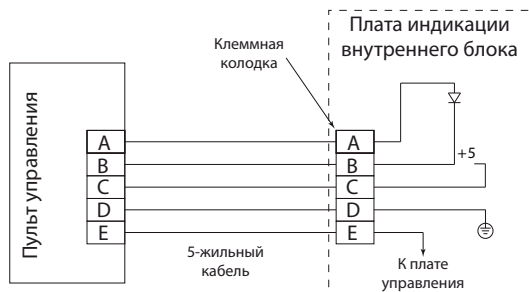 Плата индикации
внутреннего блока
Клеммная
колодка
Пульт управления
A
B
C
D
E
A
B
C
D
E
+5
5-жильный
кабель
К плате
управления